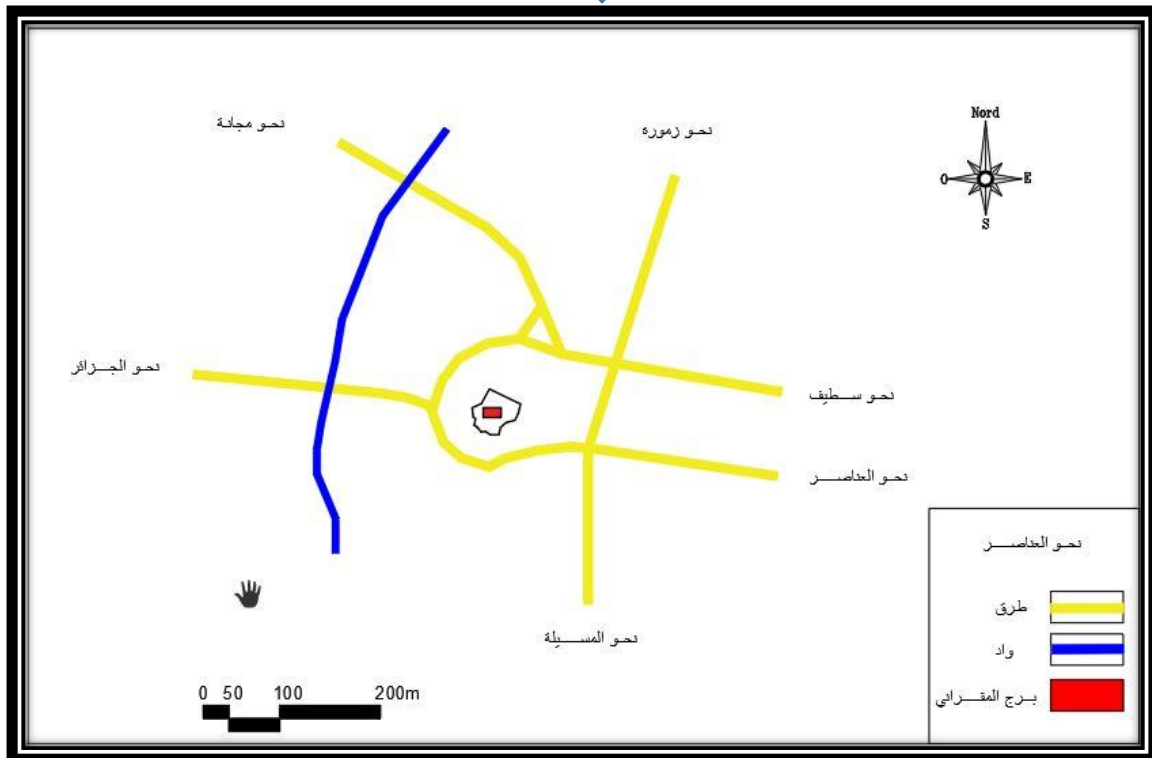 نحو مجانة
نحو زمورة
Nord
O
E
S
نحو الجزائر
نحو سطيف
نحو العناصر
نحو العناصر
طرق
واد
برج المقراني
نحو المسيلة
0 50 100 200m